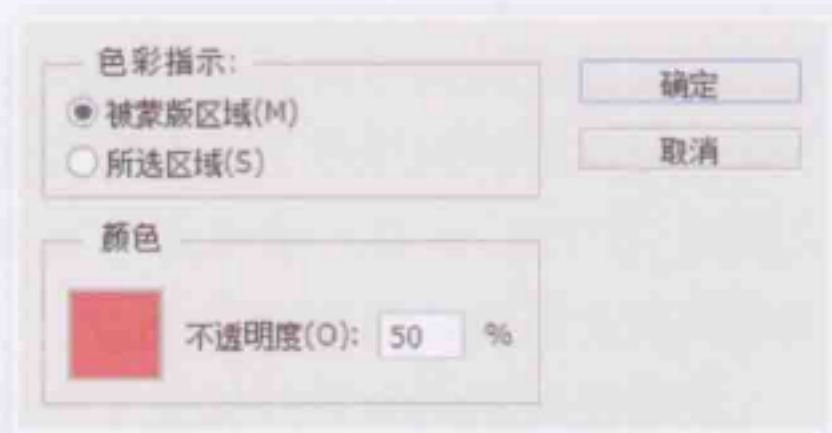 色彩指示:
被蒙版区域(M)
所选区域(S)
确定
取消
颜色
不透明度(O): 50 %